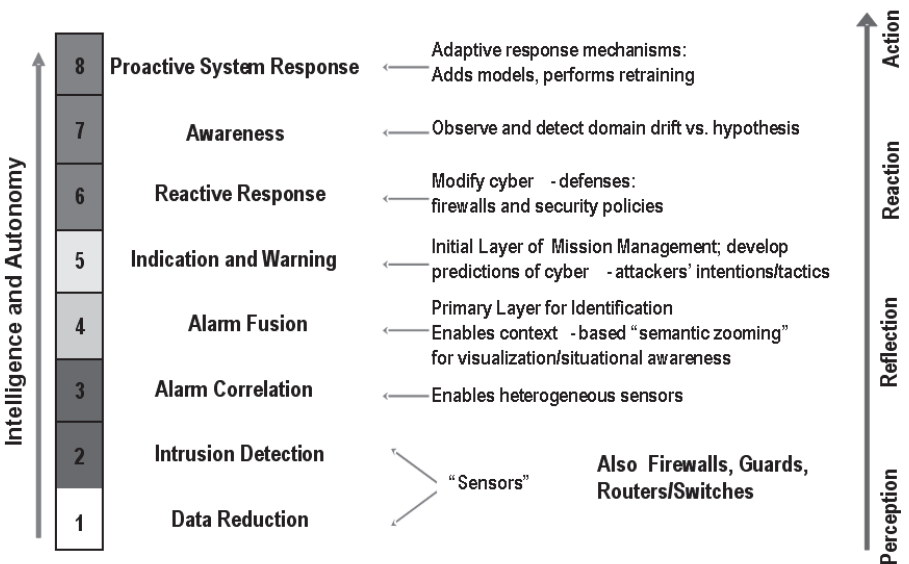 8
Proactive System Response
Adaptive response mechanisms:
Adds models, performs retraining
7
Awareness
Observe and detect domain drift vs. hypothesis
6
Reactive Response
Modify cyber -defenses:
firewalls and security policies
5
Indication and Warning
Initial Layer of Mission Management; develop
predictions of cyber -attackers' intentions/tactics
4
Alarm Fusion
Primary Layer for Identification
Enables context -based “semantic zooming”
for visualization/situational awareness
3
Alarm Correlation
Enables heterogeneous sensors
2
Intrusion Detection
“Sensors”
Also Firewalls, Guards,
Routers/Switches
1
Data Reduction
Intelligence and Autonomy
Action
Reaction
Reflection
Perception